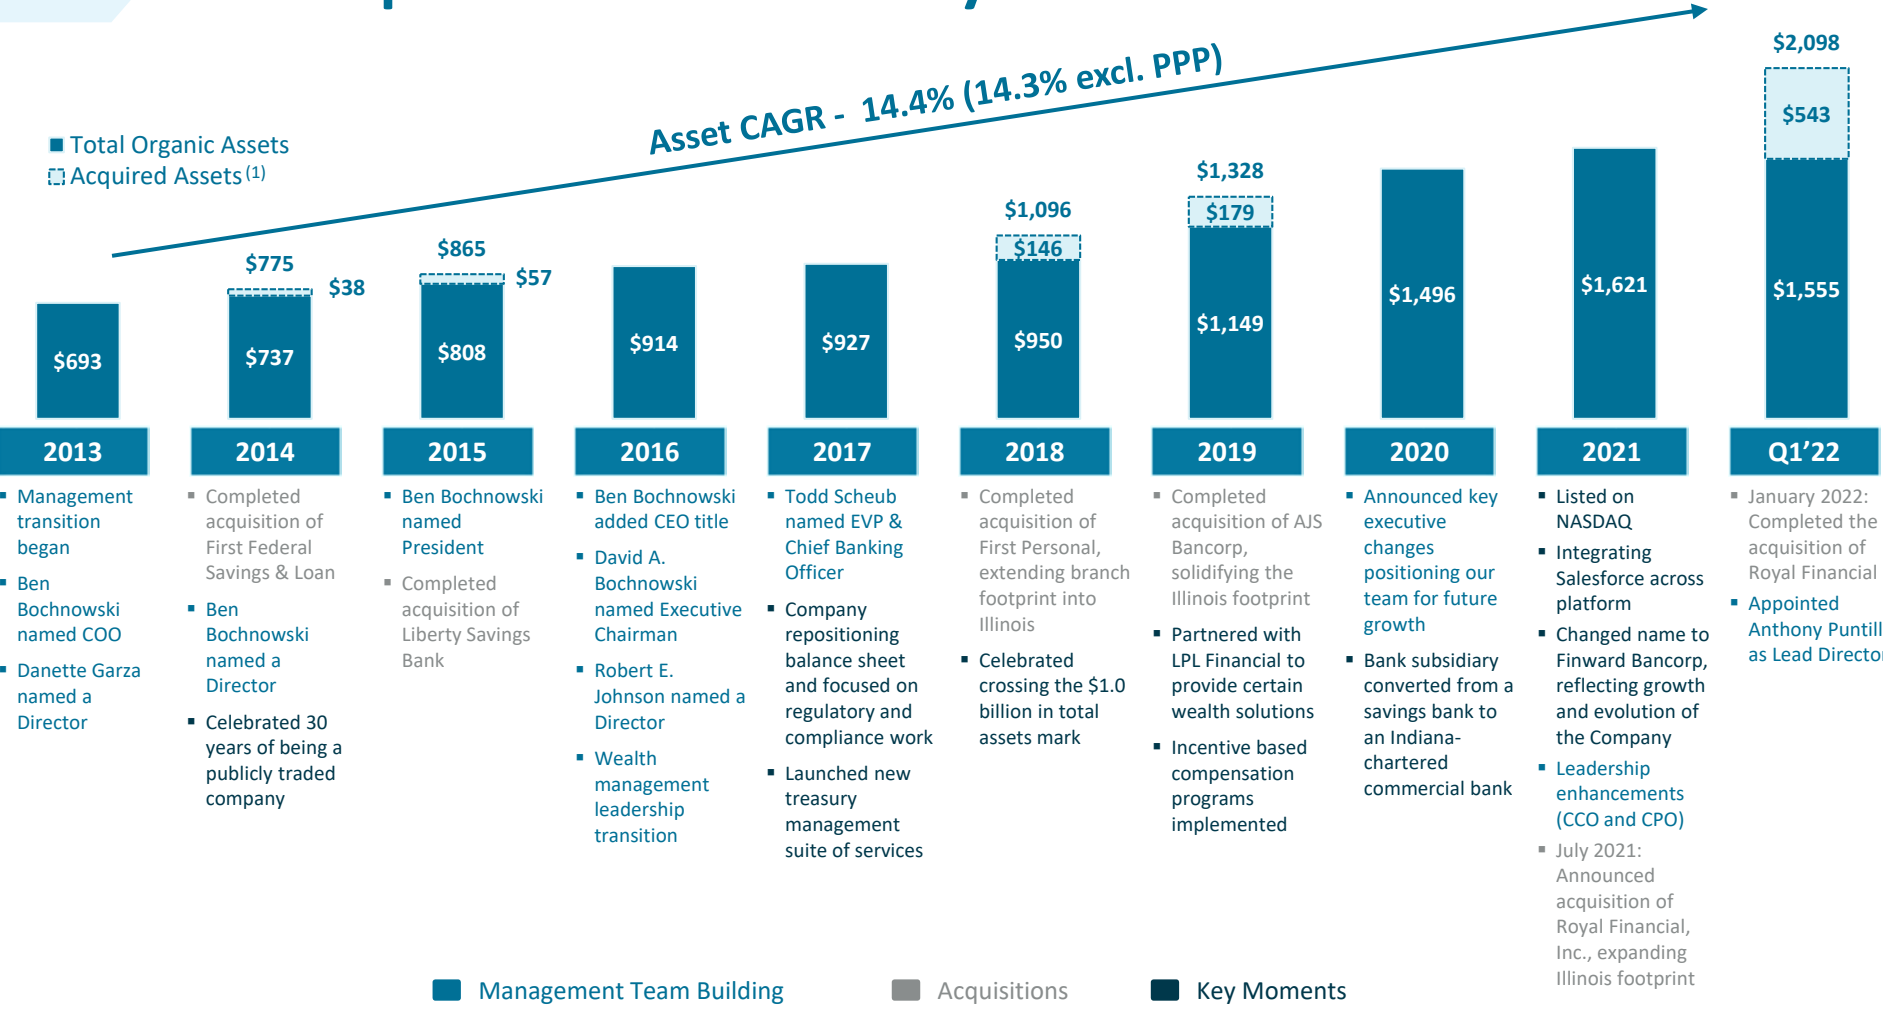 Asset CAGR - 14.4% (14.3% excl. PPP)
Total Organic Assets
Acquired Assets (1)
$693
$775
$38
$737
$865
$57
$808
$914
$927
$1,096
$146
$950
$1,328
$179
$1,149
$1,496
$1,621
$2,098
$543
$1,555
2013
Management
transition
began
Ben
Bochnowski
named COO
Danette Garza
named a
Director
2014
Completed
acquisition of
First Federal
Savings & Loan
Ben
Bochnowski
named a
Director
Celebrated 30
years of being a
publicly traded
company
2015
Ben Bochnowski
named
President
Completed
acquisition of
Liberty Savings
Bank
2016
Ben Bochnowski
added CEO title
David A.
Bochnowski
named Executive
Chairman
Robert E.
Johnson named a
Director
Wealth
management
leadership
transition
2017
Todd Scheub
named EVP &
Chief Banking
Officer
Company
repositioning
balance sheet
and focused on
regulatory and
compliance work
Launched new
treasury
management
suite of services
2018
Completed
acquisition of
First Personal,
extending branch
footprint into
Illinois
Celebrated
crossing the $1.0
billion in total
assets mark
2019
Completed
acquisition of AJS
Bancorp,
solidifying the
Illinois footprint
Partnered with
LPL Financial to
provide certain
wealth solutions
Incentive based
compensation
programs
implemented
2020
Announced key
executive
changes
positioning our
team for future
growth
Bank subsidiary
converted from a
savings bank to
an Indiana-
chartered
commercial bank
2021
Listed on
NASDAQ
Integrating
Salesforce across
platform
Changed name to
Finward Bancorp,
reflecting growth
and evolution of
the Company
Leadership
enhancements
(CCO and CPO)
July 2021:
Announced
acquisition of
Royal Financial,
Inc., expanding
Illinois footprint
Q1’22
January 2022:
Completed the
acquisition of
Royal Financial
Appointed
Anthony Puntill
as Lead Director
Management Team Building
Acquisitions
Key Moments